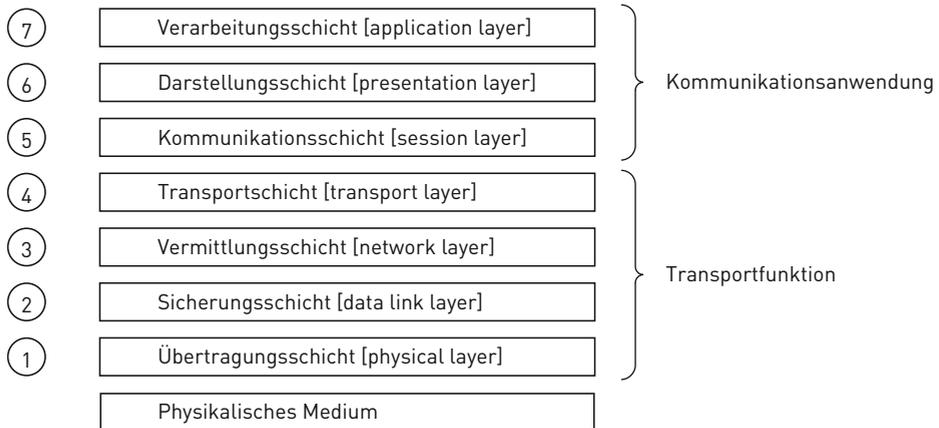 7 Verarbeitungsschicht [application layer]
6 Darstellungsschicht [presentation layer] Kommunikationsanwendung
5 Kommunikationsschicht [session layer]
4 Transportschicht [transport layer]
3 Vermittlungsschicht [network layer]
Transportfunktion
2 Sicherungsschicht [data link layer]
1 Übertragungsschicht [physical layer]
Physikalisches Medium